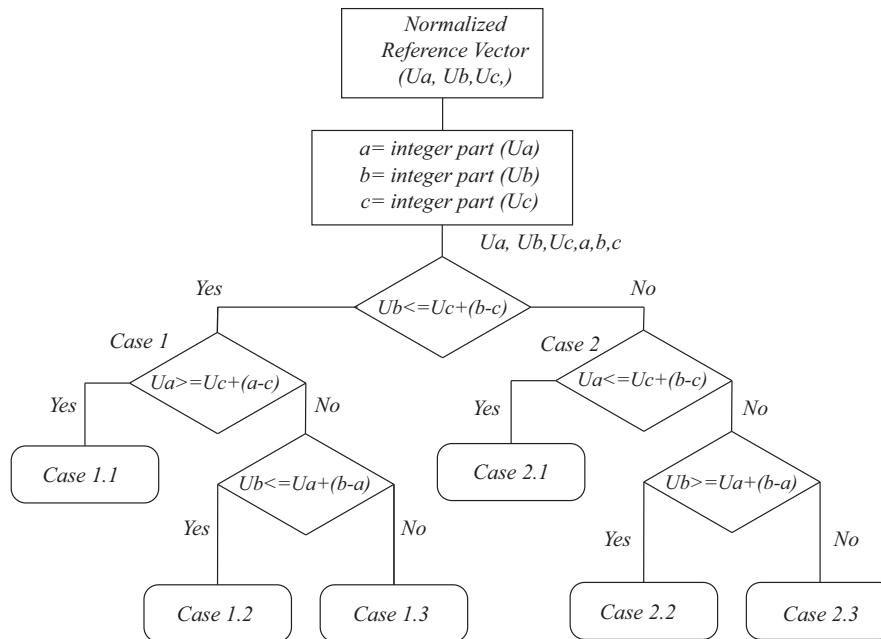 Normalized
Reference Vector
(Ua, Ub,Uc,)
a= integer part (Ua)
b= integer part (Ub)
c= integer part (Uc)
Ua, Ub,Uc,a,b,c
Yes
Ub<=Uc+(b-c)
No
Case 1
Case 2
Ua>=Uc+(a-c)
Ua<=Uc+(b-c)
Yes
No
Yes
No
Case 1.1
Ub<=Ua+(b-a)
Case 2.1
Ub>=Ua+(b-a)
Yes
No
Yes
No
Case 1.2
Case 1.3
Case 2.2
Case 2.3